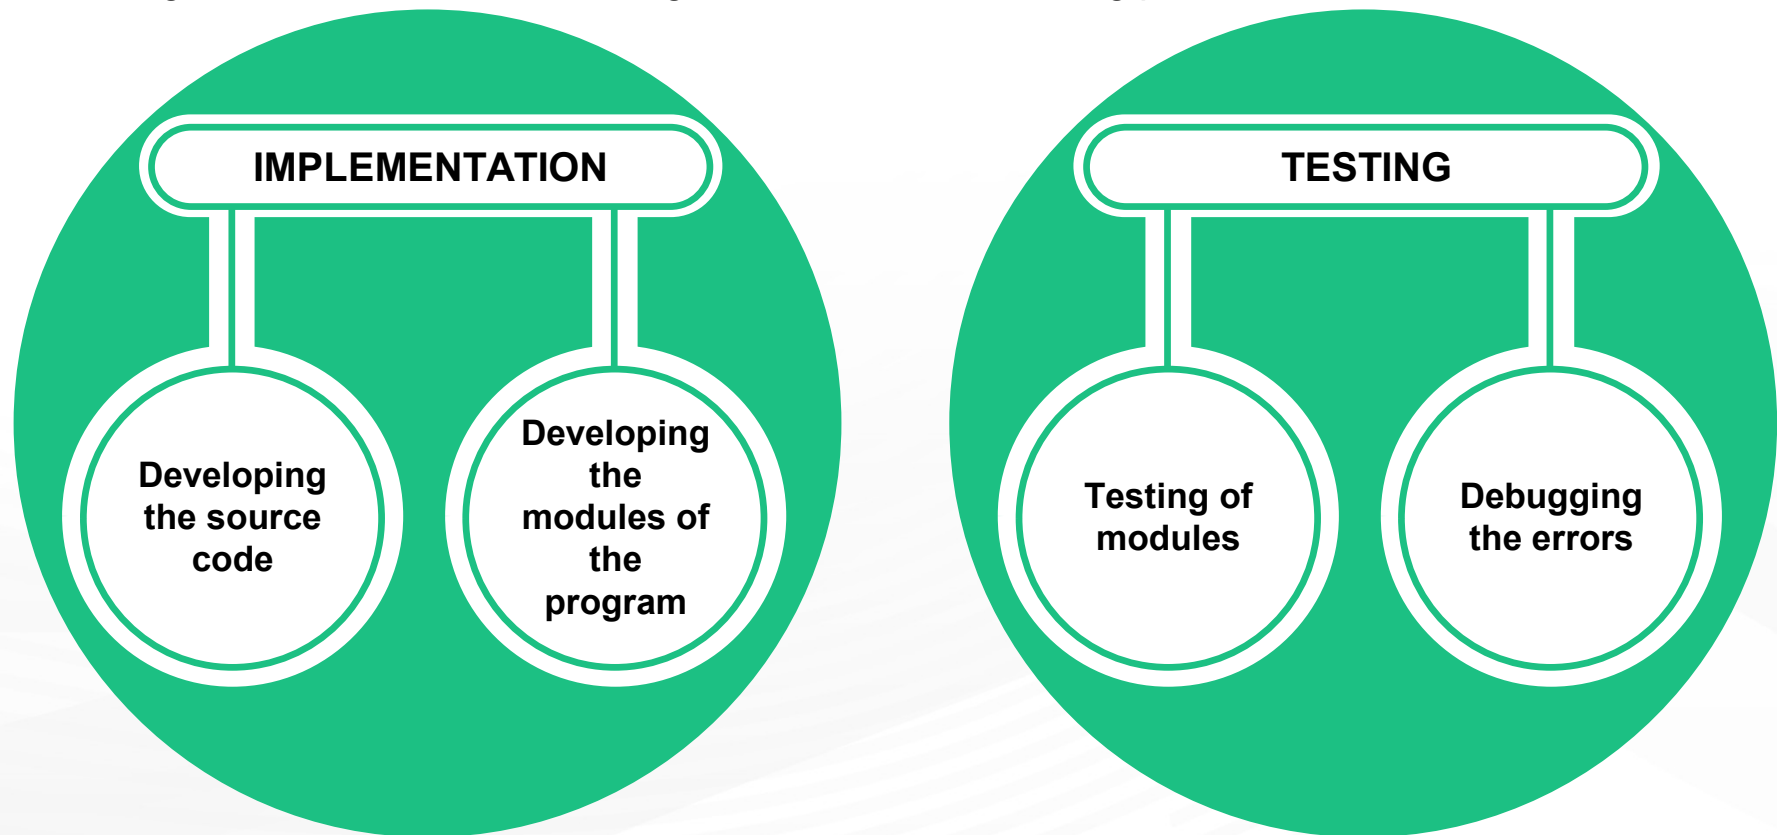 IMPLEMENTATION
Developing
the source
code
Developing
the
modules of
the
program
TESTING
Testing of
modules
Debugging
the errors